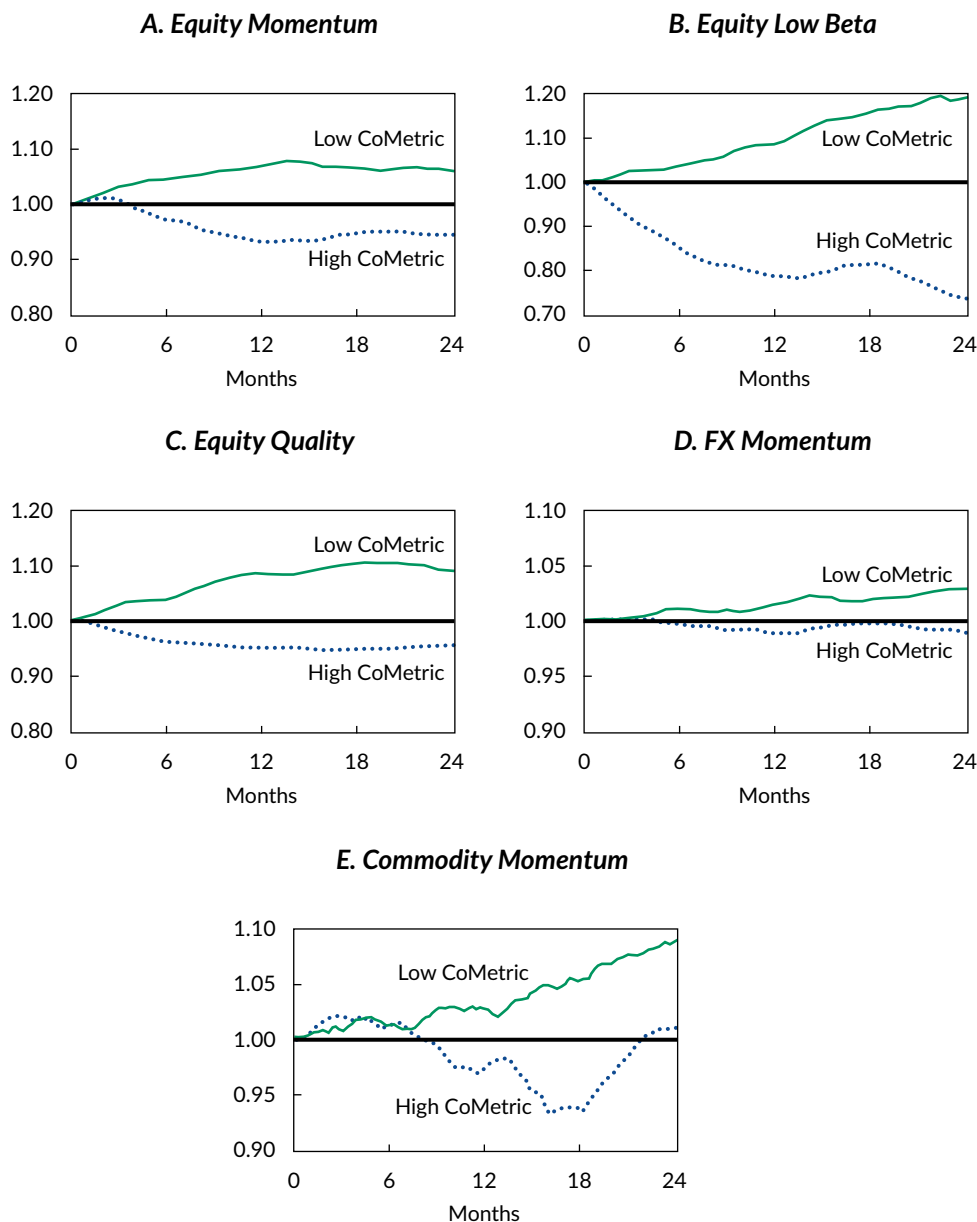 A. Equity Momentum
1.20
1.10
1.00
0.90
0.80
Low CoMetric
High CoMetric
0 6 12 18 24
Months
B. Equity Low Beta
1.20
1.10
1.00
0.90
0.80
0.70
Low CoMetric
High CoMetric
0 6 12 18 24
Months
C. Equity Quality
1.20
1.10
1.00
0.90
0.80
Low CoMetric
High CoMetric
0 6 12 18 24
Months
D. FX Momentum
1.10
1.05
1.00
0.95
0.90
Low CoMetric
High CoMetric
0 6 12 18 24
Months
E. Commodity Momentum
1.10
1.05
1.00
0.95
0.90
Low CoMetric
High CoMetric
0 6 12 18 24
Months